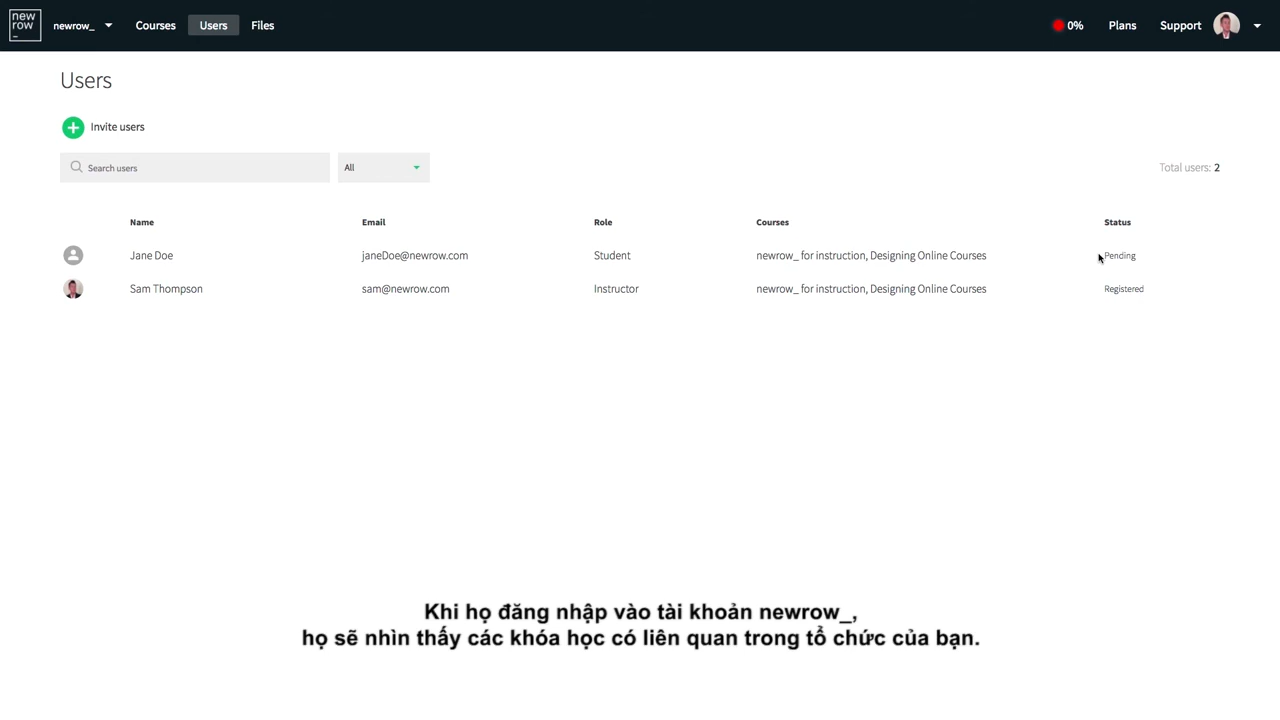 new
row
_
newrow_
Courses
Users
Files
0%
Plans
Support
Users
Invite users
Search users
All
Total users: 2
Name Email Role Courses Status
Jane Doe janeDoe@newrow.com Student newrow_ for instruction, Designing Online Courses Pending
Sam Thompson sam@newrow.com Instructor newrow_ for instruction, Designing Online Courses Registered
Khi họ đăng nhập vào tài khoản newrow_,
họ sẽ nhìn thấy các khóa học có liên quan trong tổ chức của bạn.